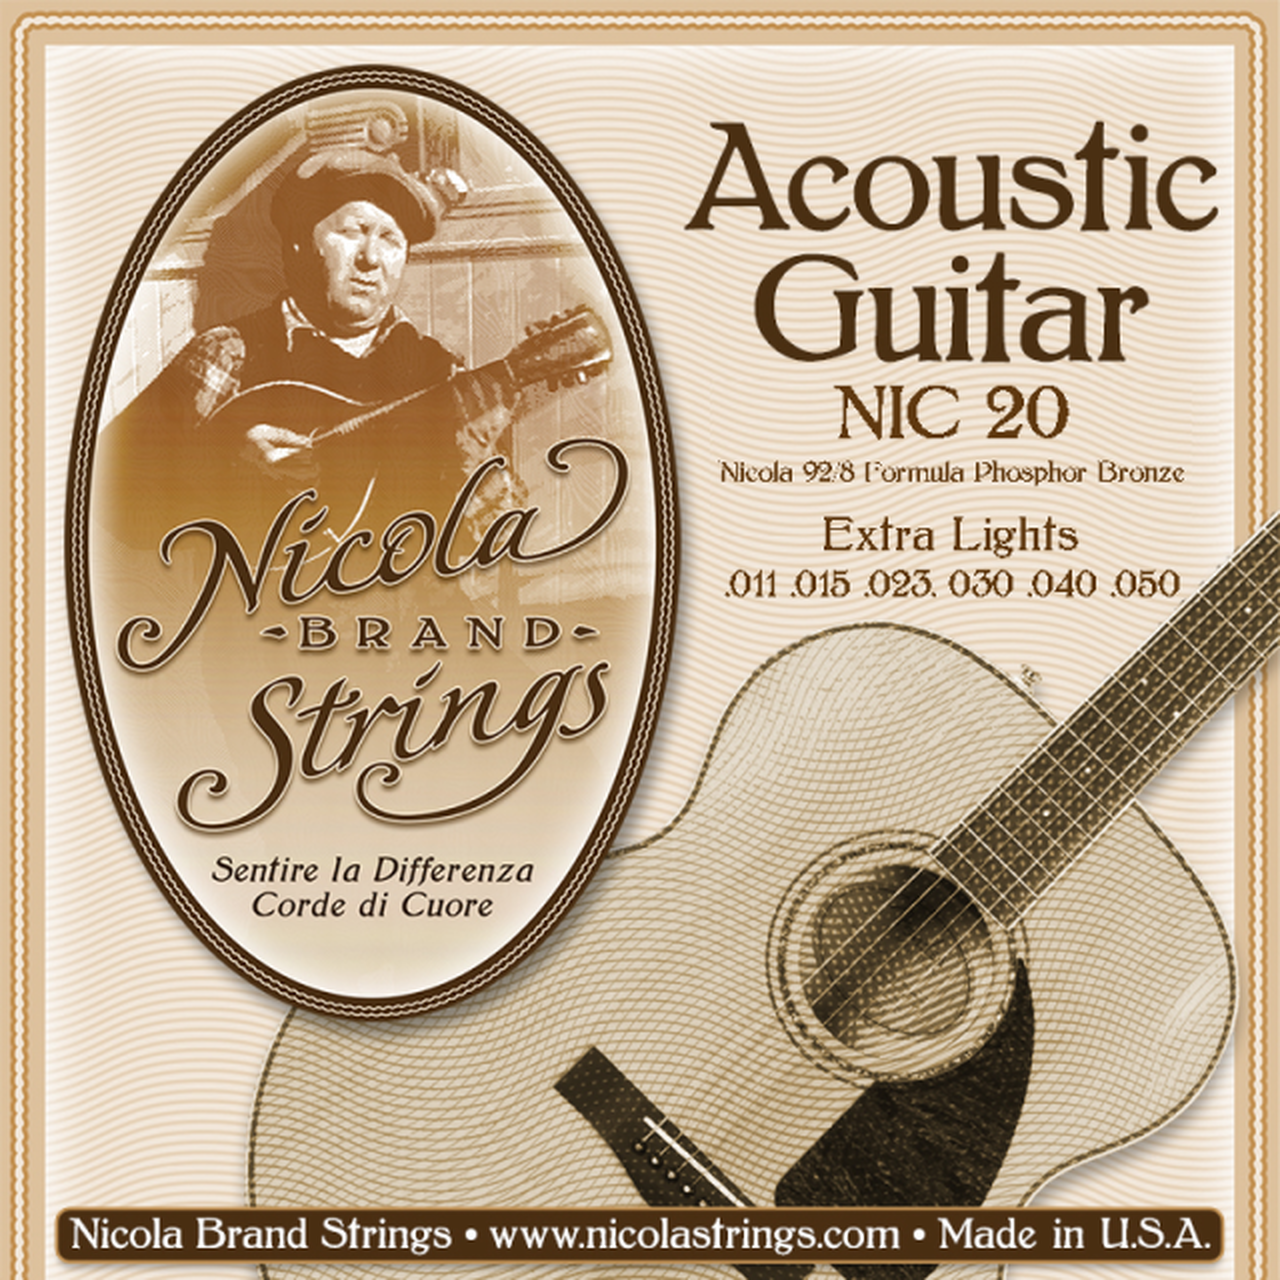 Nicola
BRAND
Strings
Sentire la Differenza
Corde di Cuore
Acoustic
Guitar
NIC 20
Nicola 92/8 Formula Phosphor Bronze
Extra Lights
.011 .015 .023. 030 .040 .050
Nicola Brand Strings • www.nicolastrings.com • Made in U.S.A.